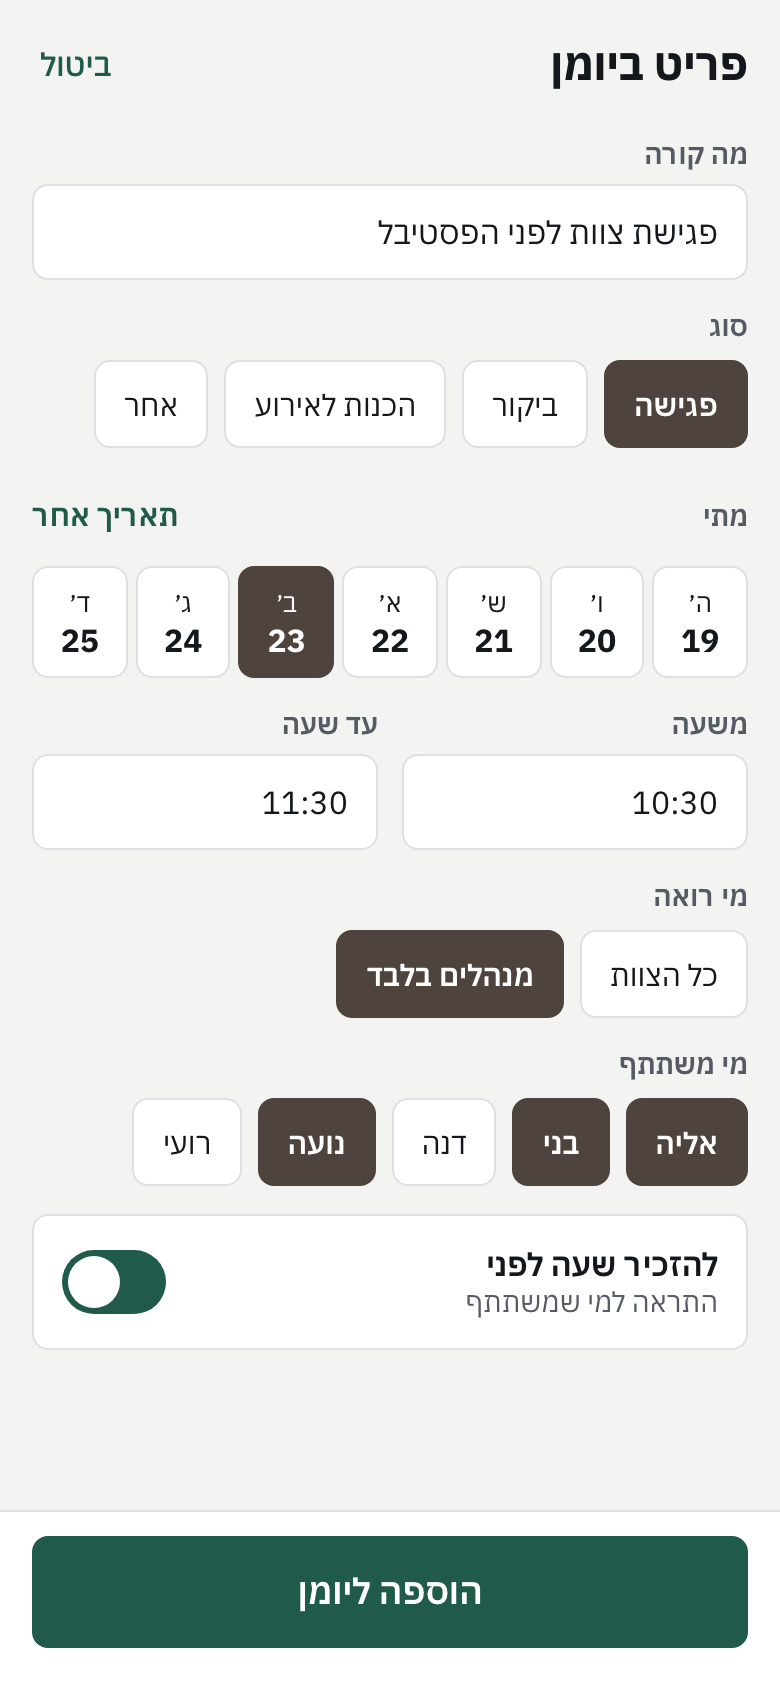 פריט ביומן
ביטול
מה קורה
פגישת צוות לפני הפסטיבל
סוג
פגישה
ביקור
הכנות לאירוע
אחר
מתי
תאריך אחר
ה׳
19
ו׳
20
ש׳
21
א׳
22
ב׳
23
ג׳
24
ד׳
25
משעה
עד שעה
10:30
11:30
מי רואה
כל הצוות
מנהלים בלבד
מי משתתף
אליה
בני
דנה
נועה
רועי
להזכיר שעה לפני
התראה למי שמשתתף
הוספה ליומן